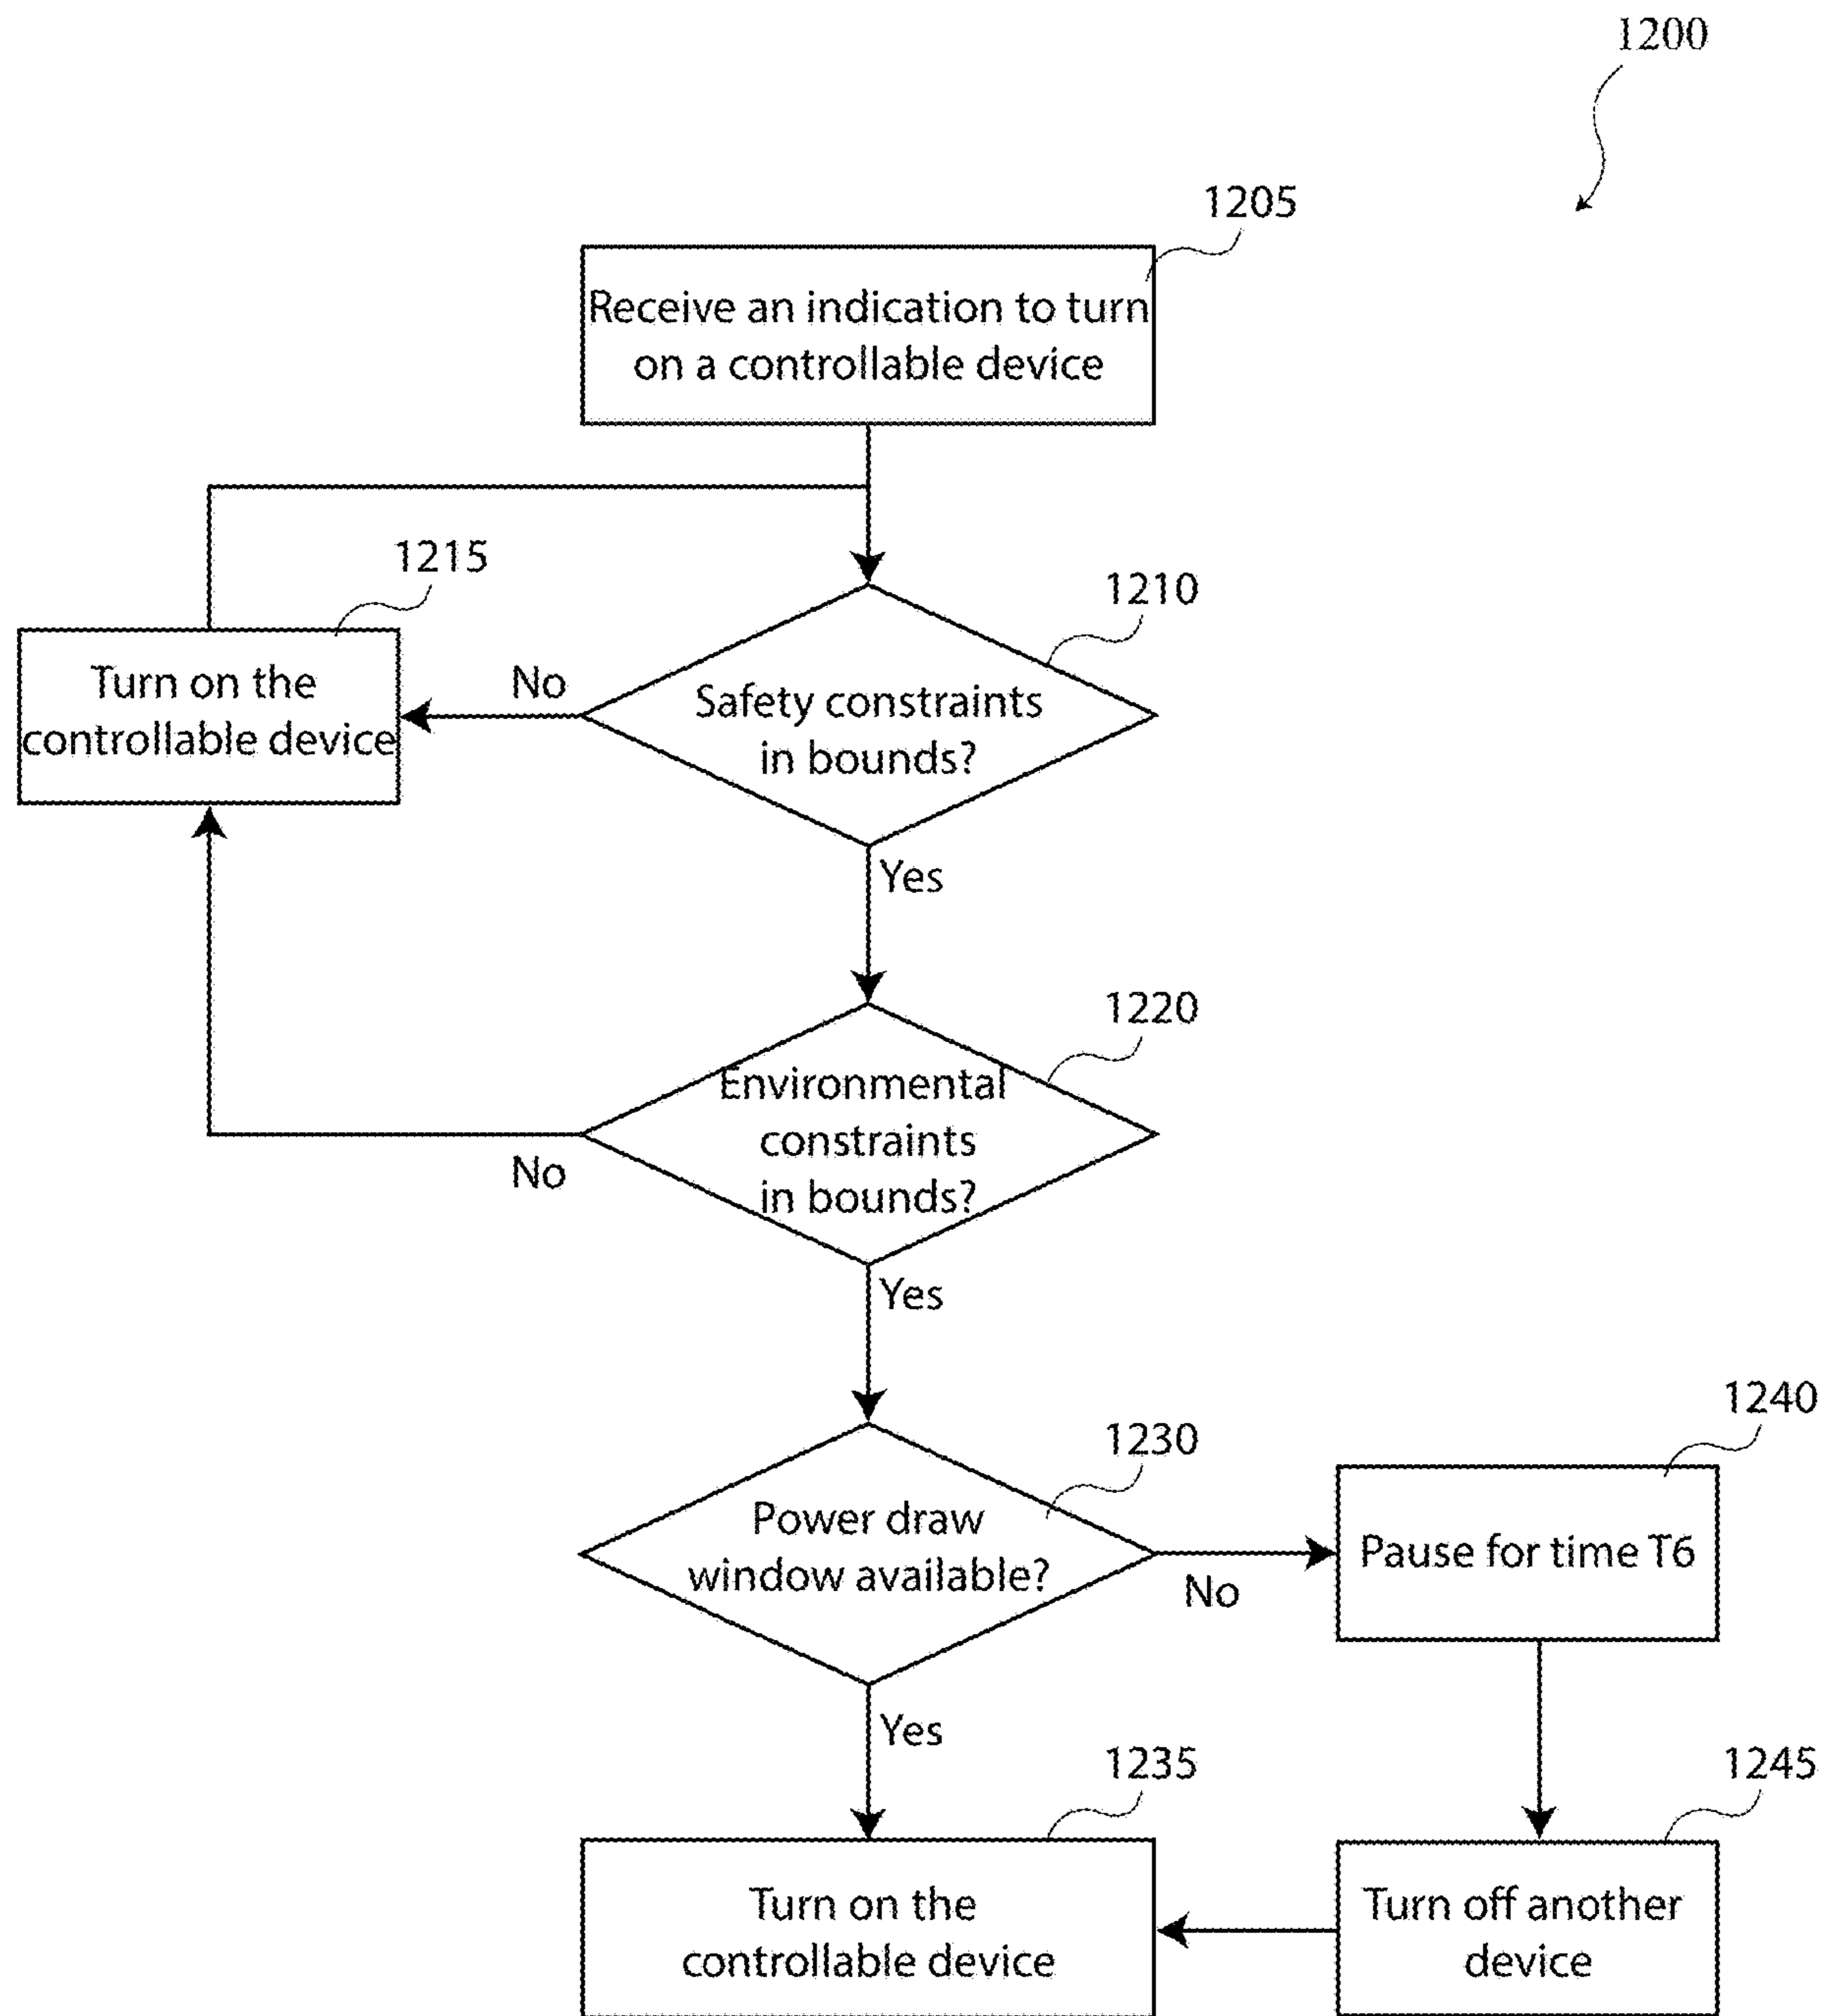 1200
1205
Receive an indication to turn
on a controllable device
1215
1210
Turn on the
controllable device
No
Safety constraints
in bounds?
Yes
1220
Environmental
constraints
in bounds?
No
Yes
1240
1230
Power draw
window available?
Pause for time T6
No
Yes
1235
1245
Turn on the
controllable device
Turn off another
device